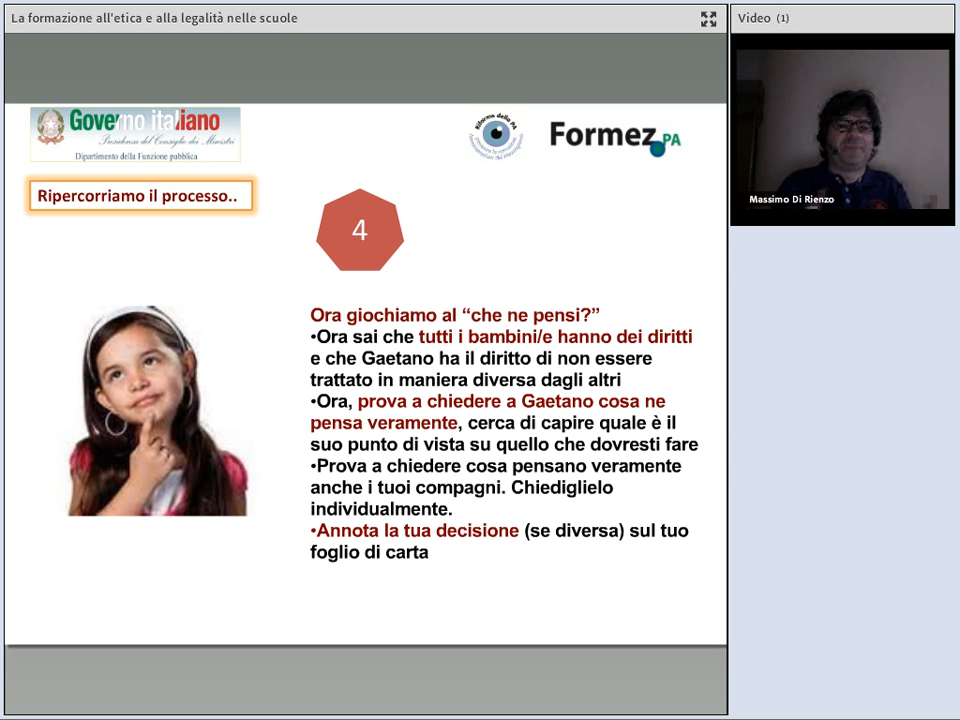 La formazione all'etica e alla legalità nelle scuole
Video (1)
Governo italiano
Presidenza del Consiglio dei Ministri
Dipartimento della Funzione pubblica
Riforma della PA
Formez PA
Massimo Di Rienzo
Ripercorriamo il processo..
4
Ora giochiamo al “che ne pensi?”
•Ora sai che tutti i bambini/e hanno dei diritti
e che Gaetano ha il diritto di non essere
trattato in maniera diversa dagli altri
•Ora, prova a chiedere a Gaetano cosa ne
pensa veramente, cerca di capire quale è il
suo punto di vista su quello che dovresti fare
•Prova a chiedere cosa pensano veramente
anche i tuoi compagni. Chiediglielo
individualmente.
•Annota la tua decisione (se diversa) sul tuo
foglio di carta